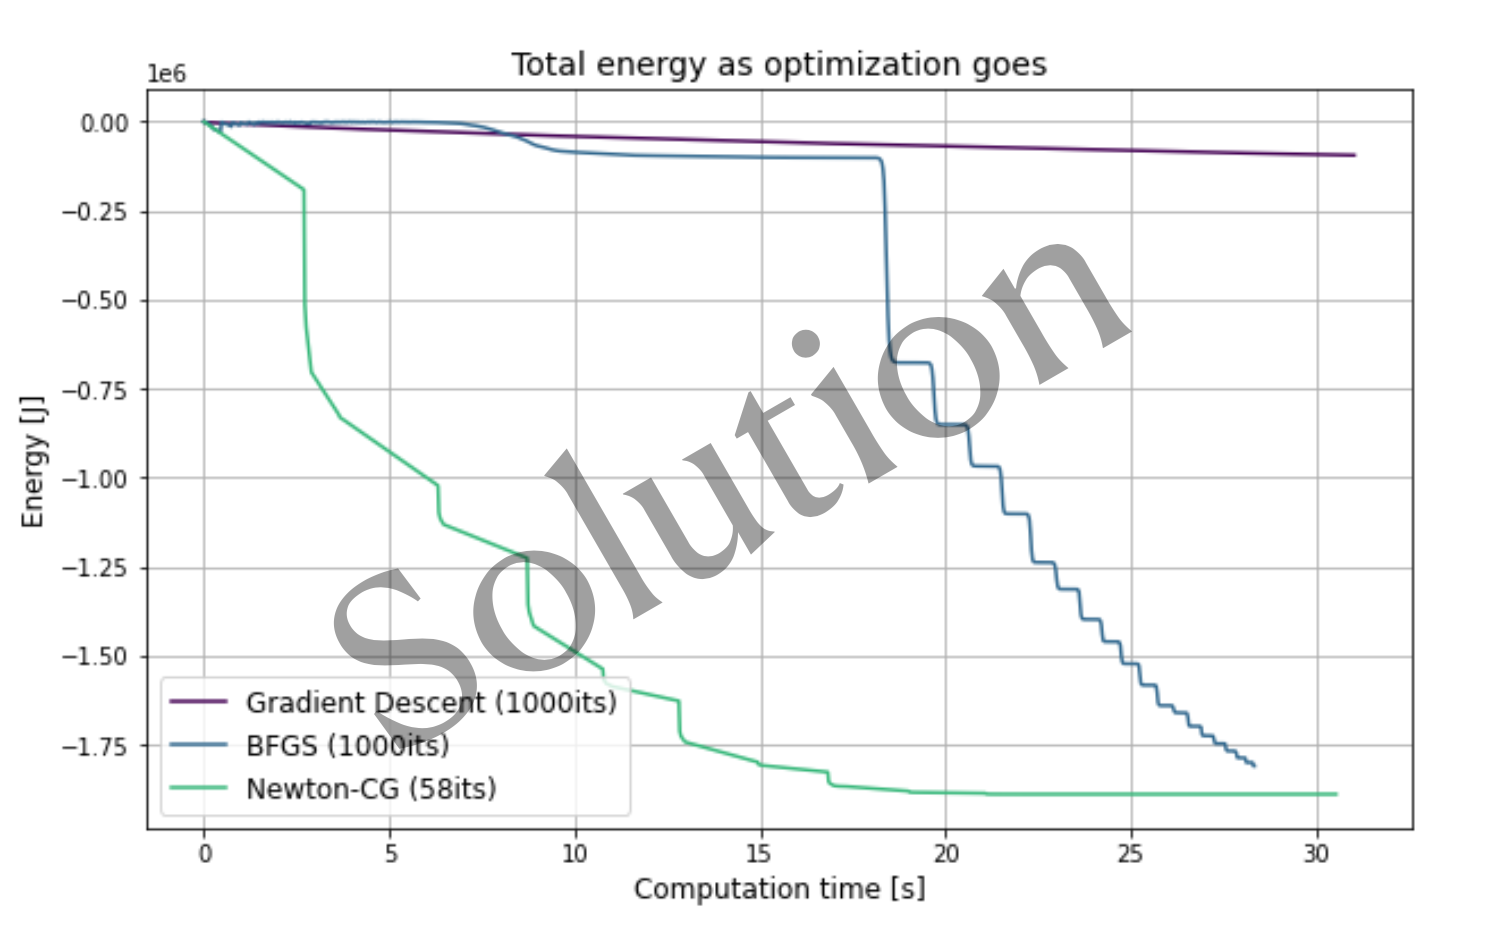 Total energy as optimization goes
1e6
0.00
−0.25
−0.50
−0.75
−1.00
−1.25
−1.50
−1.75
Energy [J]
Solution
Gradient Descent (1000its)
BFGS (1000its)
Newton-CG (58its)
0 5 10 15 20 25 30
Computation time [s]